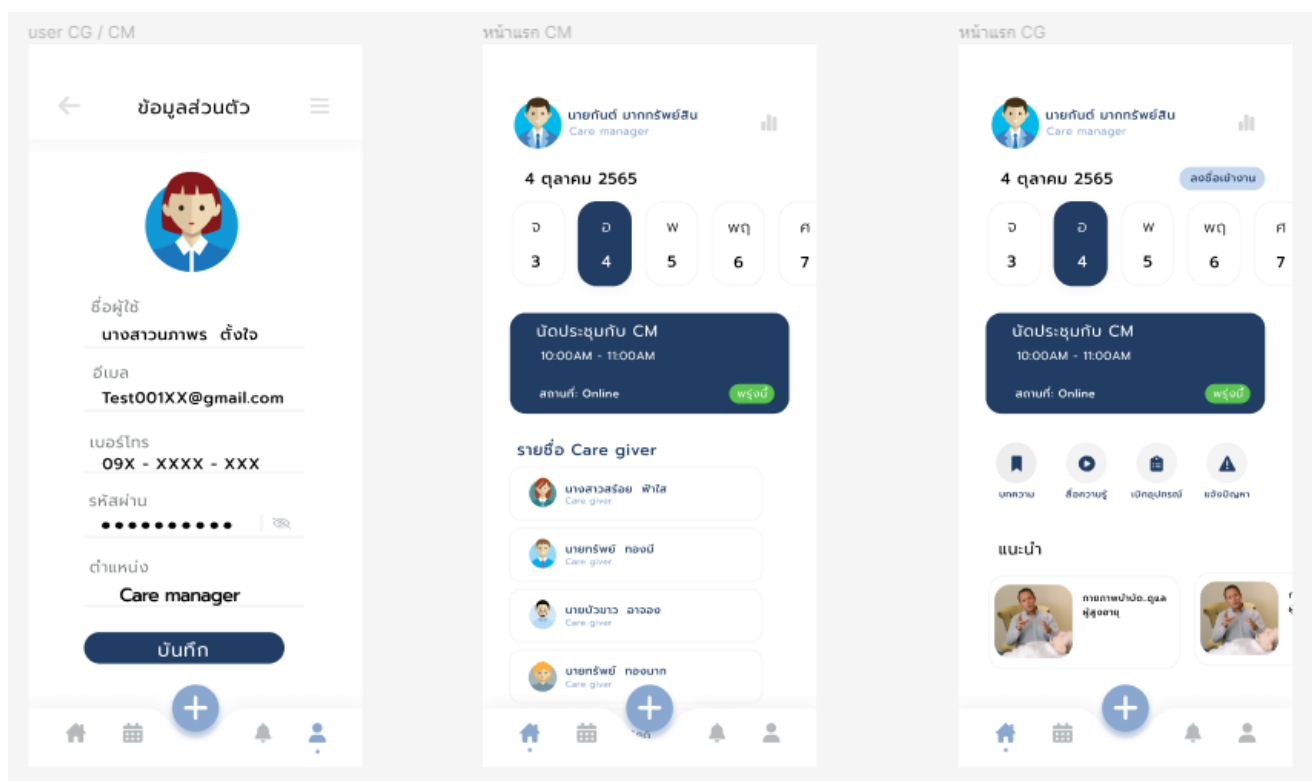 user CG / CM
ข้อมูลส่วนตัว
ชื่อผู้ใช้
นางสาวนภาพร ตั้งใจ
อีเมล
Test001XX@gmail.com
เบอร์โทร
09X - XXXX - XXX
รหัสผ่าน
ตำแหน่ง
Care manager
บันทึก
หน้าแรก CM
นายกันต์ มากทรัพย์สิน
Care manager
4 ตุลาคม 2565
จ อ พ พฤ ศ
3 4 5 6 7
นัดประชุมกับ CM
10:00AM - 11:00AM
สถานที่: Online พรุ่งนี้
รายชื่อ Care giver
นางสาวสร้อย ฟ้าใส
Care giver
นายทรัพย์ ทองมี
Care giver
นายบัวขาว อาจอง
Care giver
นายทรัพย์ ทองมาก
Care giver
หน้าแรก CG
นายกันต์ มากทรัพย์สิน
Care manager
4 ตุลาคม 2565 ลงชื่อเข้างาน
จ อ พ พฤ ศ
3 4 5 6 7
นัดประชุมกับ CM
10:00AM - 11:00AM
สถานที่: Online พรุ่งนี้
บทความ สื่อความรู้ เบิกอุปกรณ์ แจ้งปัญหา
แนะนำ
กายภาพบำบัด..ดูแล
ผู้สูงอายุ